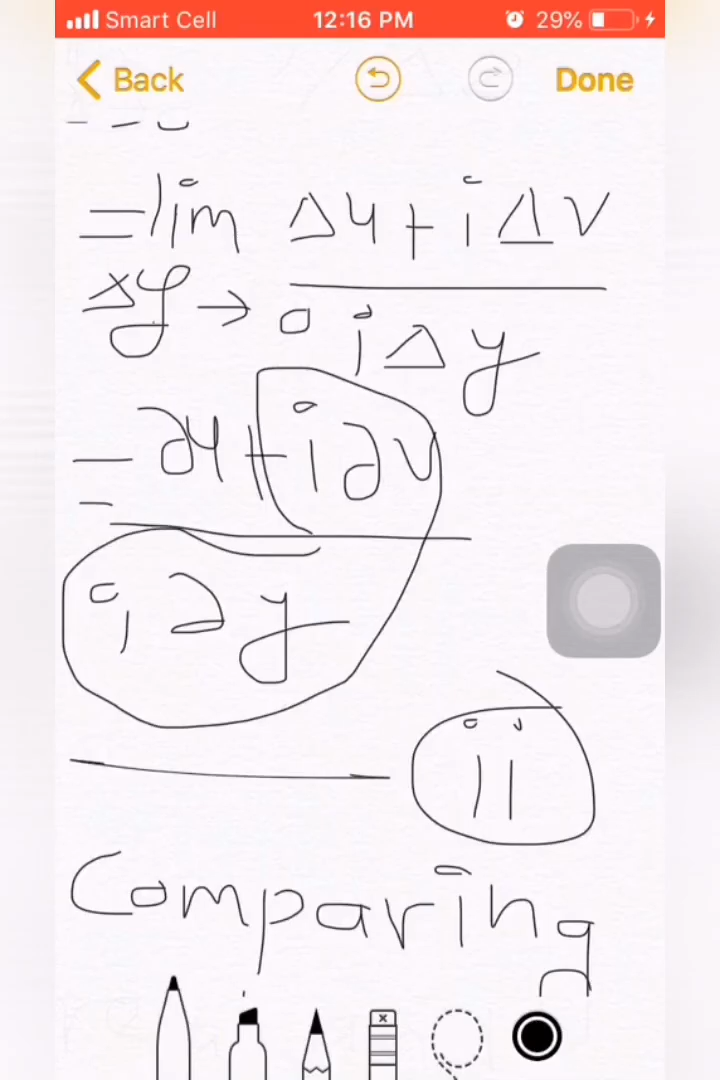 Smart Cell 12:16 PM 29%
Back Done
=lim Δu+iΔv
Δy→0 iΔy
= ∂u+i∂v
i∂y
ii
Comparing